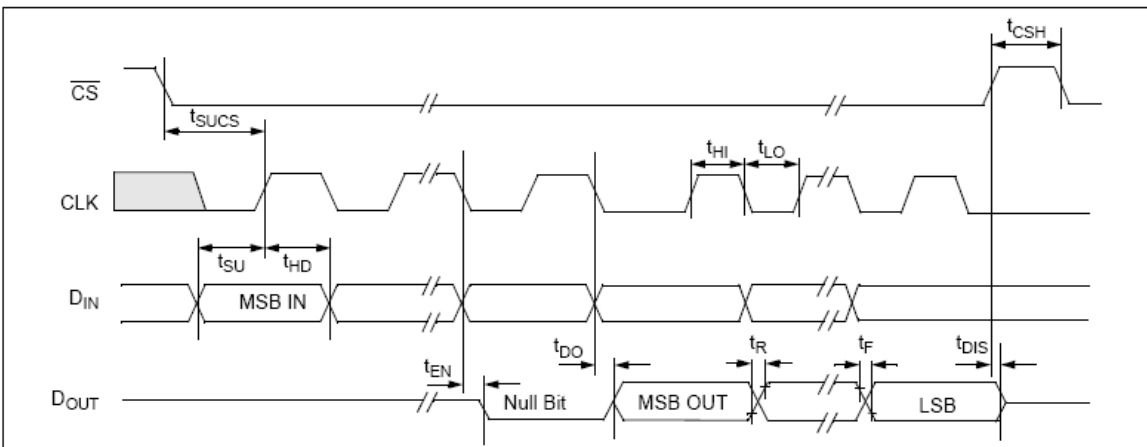 tCSH
CS
tSUCS
tHI tLO
CLK
tSU tHD
DIN MSB IN
tEN tDO tR tF tDIS
DOUT Null Bit MSB OUT LSB